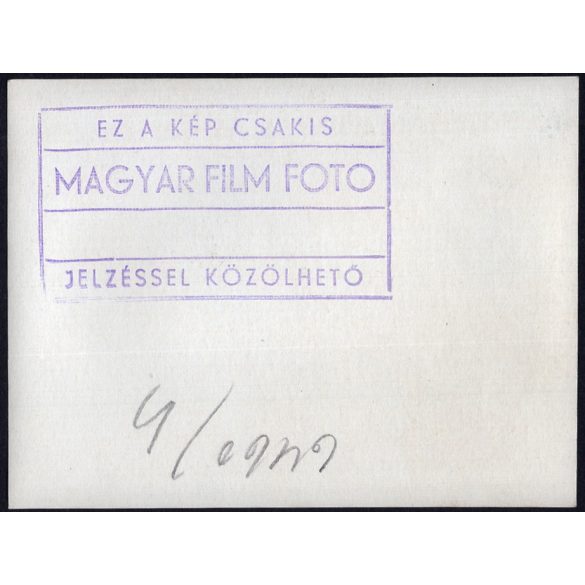 EZ A KÉP CSAKIS
MAGYAR FILM FOTO
JELZÉSSEL KÖZÖLHETŐ